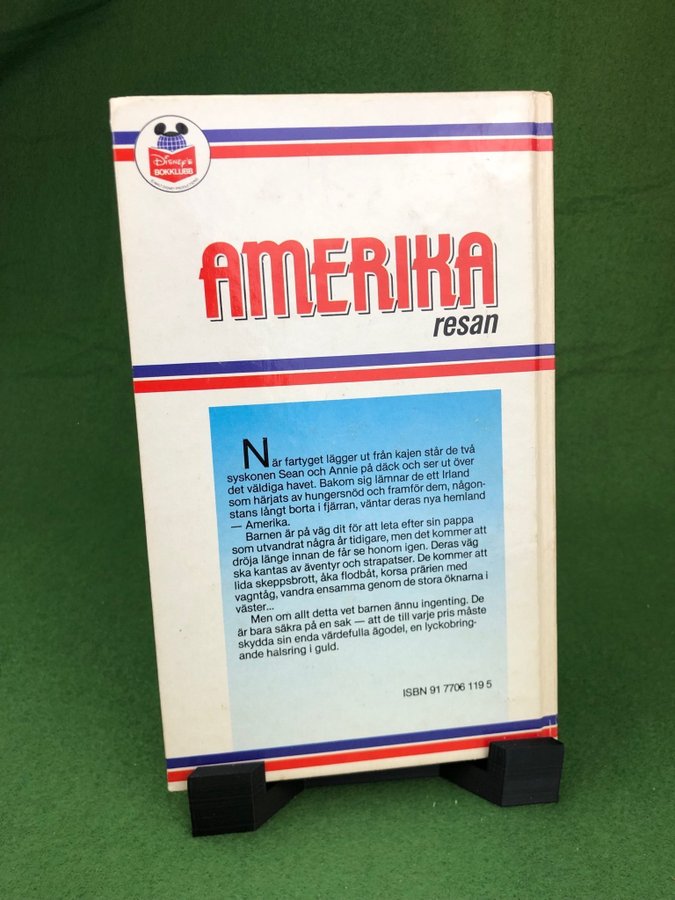 Disney's
BOKKLUBB
AMERIKA
resan
När fartyget lägger ut från kajen står de två
syskonen Sean och Annie på däck och ser ut över
det väldiga havet. Bakom sig lämnar de ett Irland
som härjats av hungersnöd och framför dem, någon-
stans långt borta i fjärran, väntar deras nya hemland
— Amerika.
Barnen är på väg dit för att leta efter sin pappa
som utvandrat några år tidigare, men det kommer att
dröja länge innan de får se honom igen. Deras väg
ska kantas av äventyr och strapatser. De kommer att
lida skeppsbrott, åka flodbåt, korsa prärien med
vagntåg, vandra ensamma genom de stora öknarna i
väster...
Men om allt detta vet barnen ännu ingenting. De
är bara säkra på en sak — att de till varje pris måste
skydda sin enda värdefulla ägodel, en lyckobring-
ande halsring i guld.
ISBN 91 7706 119 5